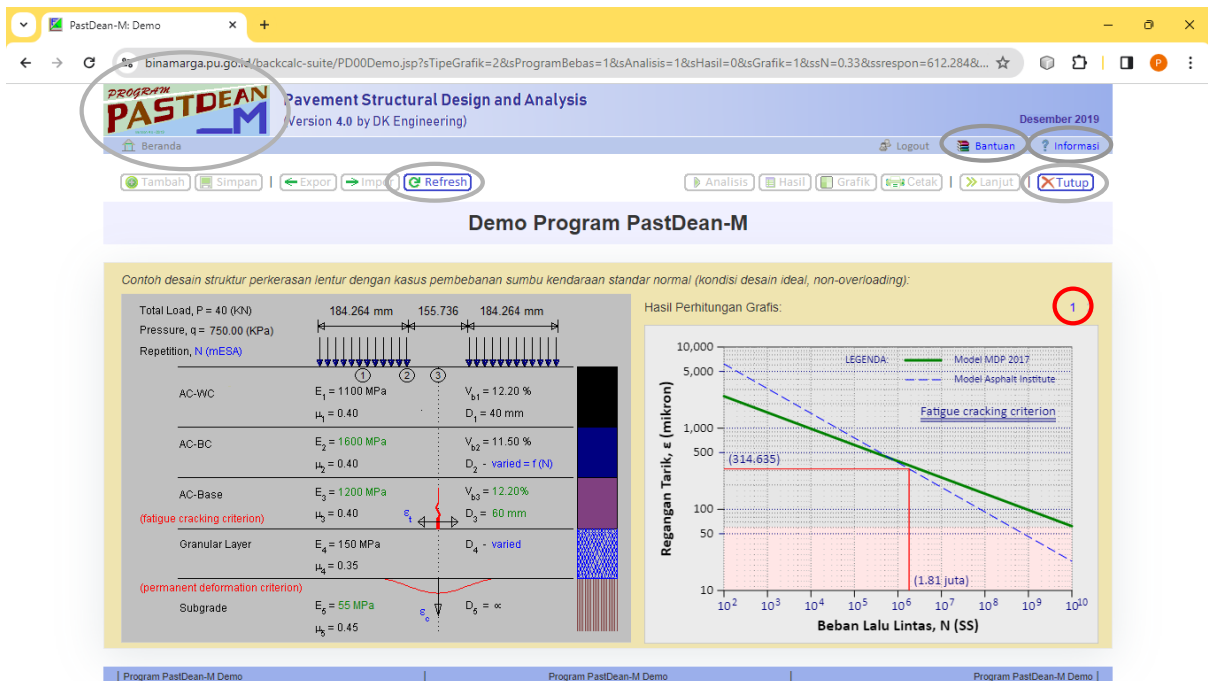 PastDean-M: Demo
binamarga.pu.go.id/backcalc-suite/PD00Demo.jsp?sTipeGrafik=2&sProgramBebas=1&sAnalisis=1&sHasil=0&sGrafik=1&ssN=0.33&ssrespon=612.284&...
P
PROGRAM
PASTDEAN
_M
Pavement Structural Design and Analysis
(Version 4.0 by DK Engineering)
Desember 2019
Beranda
Logout
Bantuan
? Informasi
Tambah
Simpan
|
Expor
Impor
Refresh
Analisis
Hasil
Grafik
Cetak
|
Lanjut
|
Tutup
Demo Program PastDean-M
Contoh desain struktur perkerasan lentur dengan kasus pembebanan sumbu kendaraan standar normal (kondisi desain ideal, non-overloading):
Total Load, P = 40 (KN)
184.264 mm 155.736 184.264 mm
Pressure, q = 750.00 (KPa)
Repetition, N (mESA)
1 2 3
AC-WC
E1 = 1100 MPa
Vb1 = 12.20 %
μ1 = 0.40
D1 = 40 mm
AC-BC
E2 = 1600 MPa
Vb2 = 11.50 %
μ2 = 0.40
D2 - varied = f (N)
AC-Base
E3 = 1200 MPa
Vb3 = 12.20%
(fatigue cracking criterion)
μ3 = 0.40
εt
D3 = 60 mm
Granular Layer
E4 = 150 MPa
D4 - varied
μ4 = 0.35
(permanent deformation criterion)
Subgrade
E5 = 55 MPa
εc
D5 = ∝
μ5 = 0.45
Hasil Perhitungan Grafis:
1
LEGENDA:
Model MDP 2017
Model Asphalt Institute
Fatigue cracking criterion
Regangan Tarik, ε (mikron)
10,000
5,000
1,000
500
100
50
10
(314.635)
(1.81 juta)
10² 10³ 10⁴ 10⁵ 10⁶ 10⁷ 10⁸ 10⁹ 10¹⁰
Beban Lalu Lintas, N (SS)
| Program PastDean-M Demo | Program PastDean-M Demo | Program PastDean-M Demo |